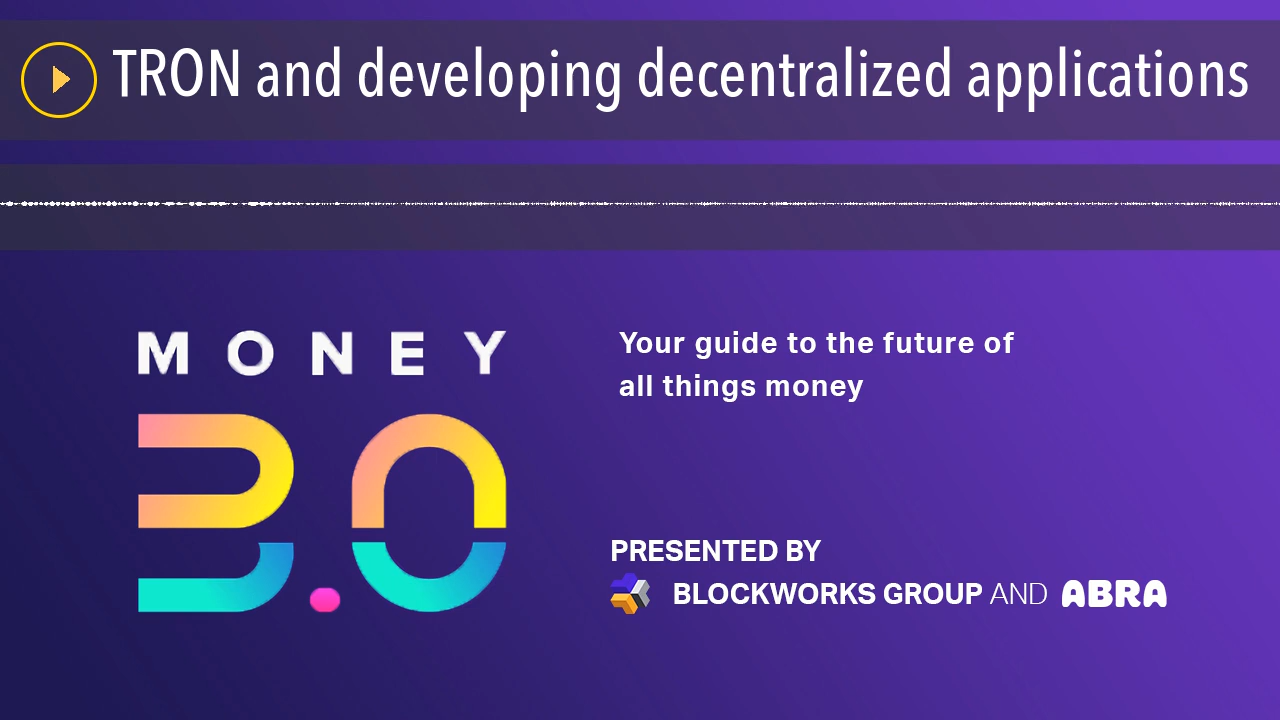 TRON and developing decentralized applications
MONEY
3.0
Your guide to the future of
all things money
PRESENTED BY
BLOCKWORKS GROUP AND ABRA